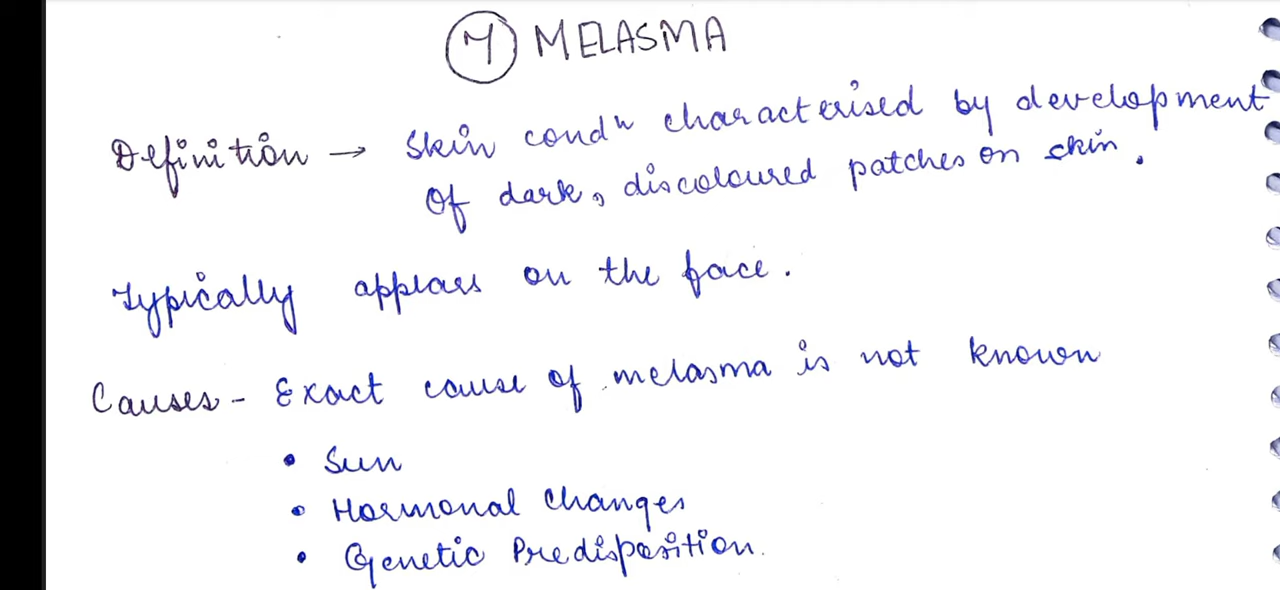 7 MELASMA
Definition → Skin condn characterised by development
of dark, discoloured patches on skin.
Typically appears on the face.
Causes - Exact cause of melasma is not known
• Sun
• Hormonal Changes
• Genetic Predisposition.